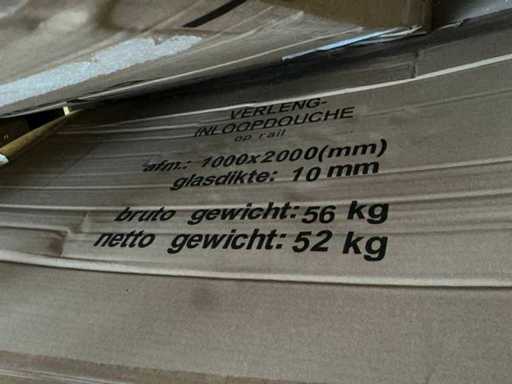 VERLENG-
INLOOPDOUCHE
op rail
afm.: 1000x2000(mm)
glasdikte: 10 mm
bruto gewicht: 56 kg
netto gewicht: 52 kg